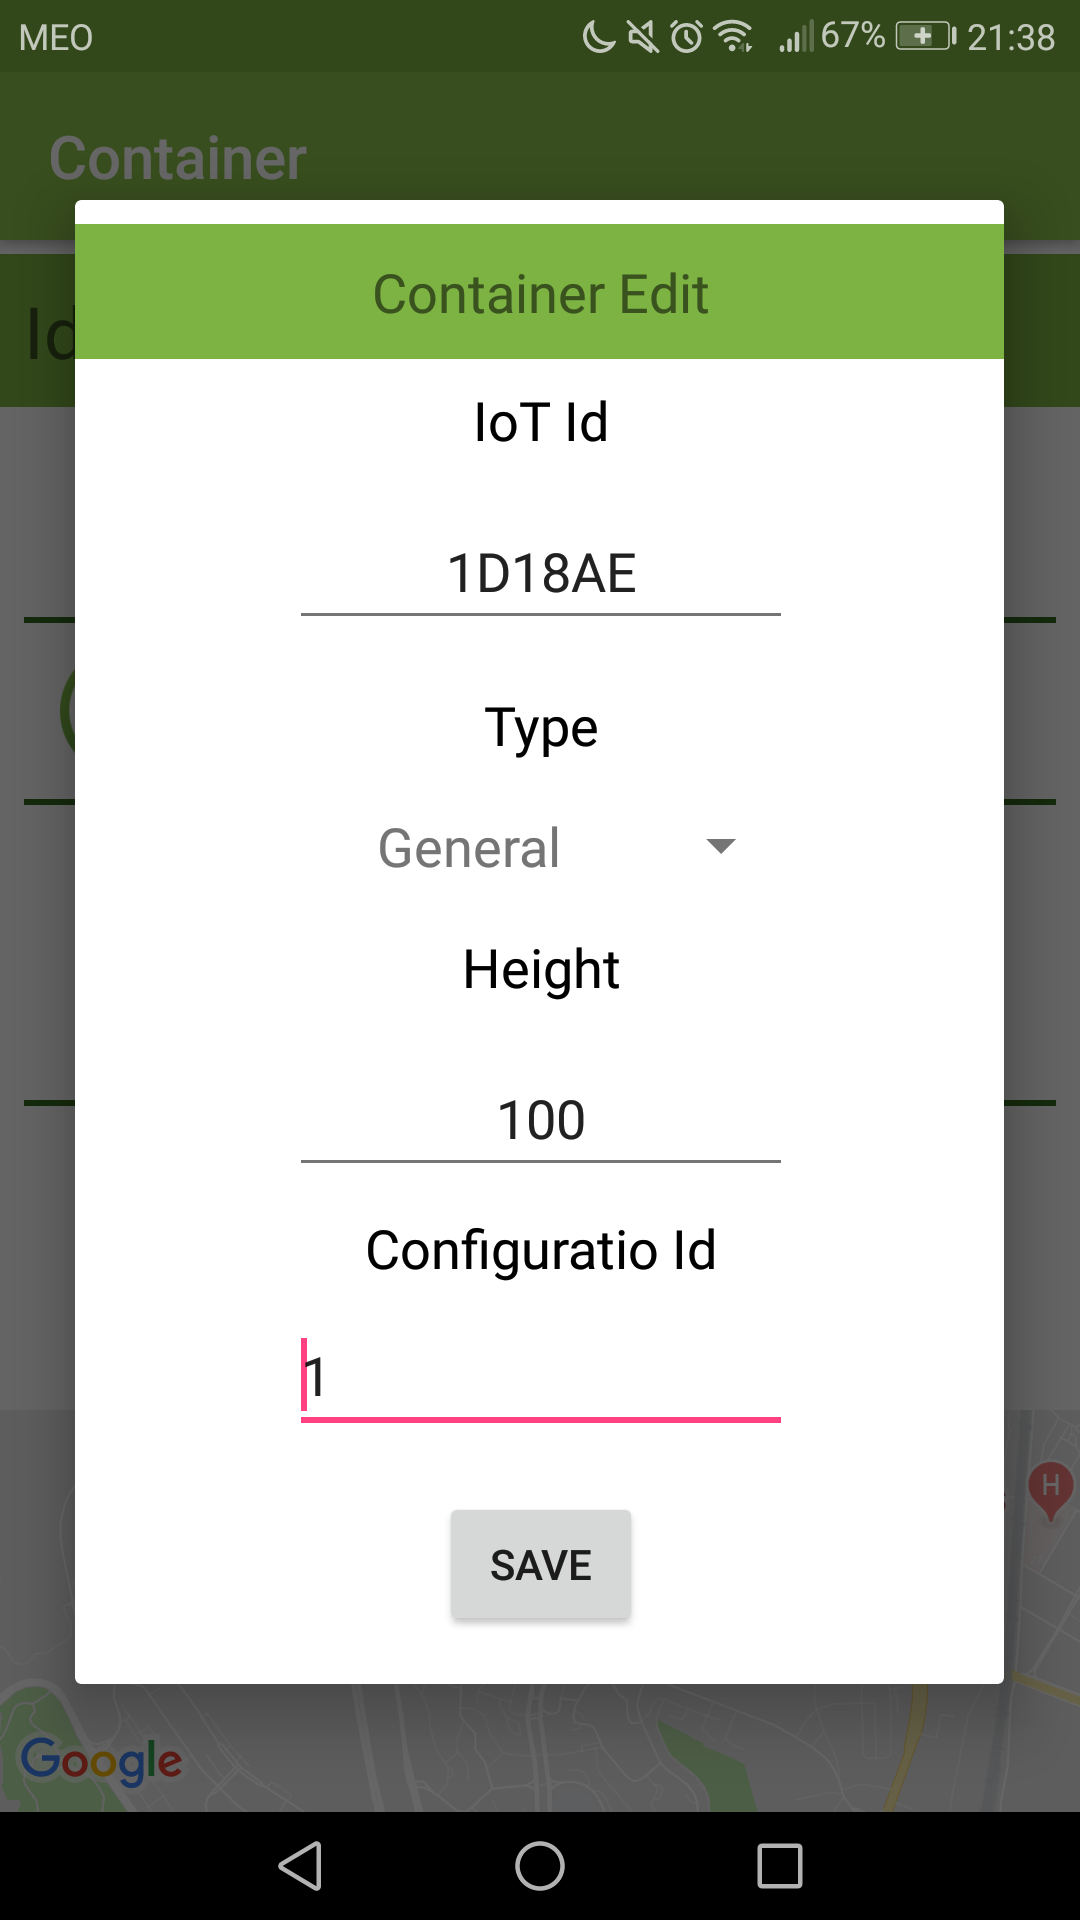 MEO 67% 21:38
Container
Id
Container Edit
IoT Id
1D18AE
Type
General
Height
100
Configuratio Id
1
H
SAVE
Google